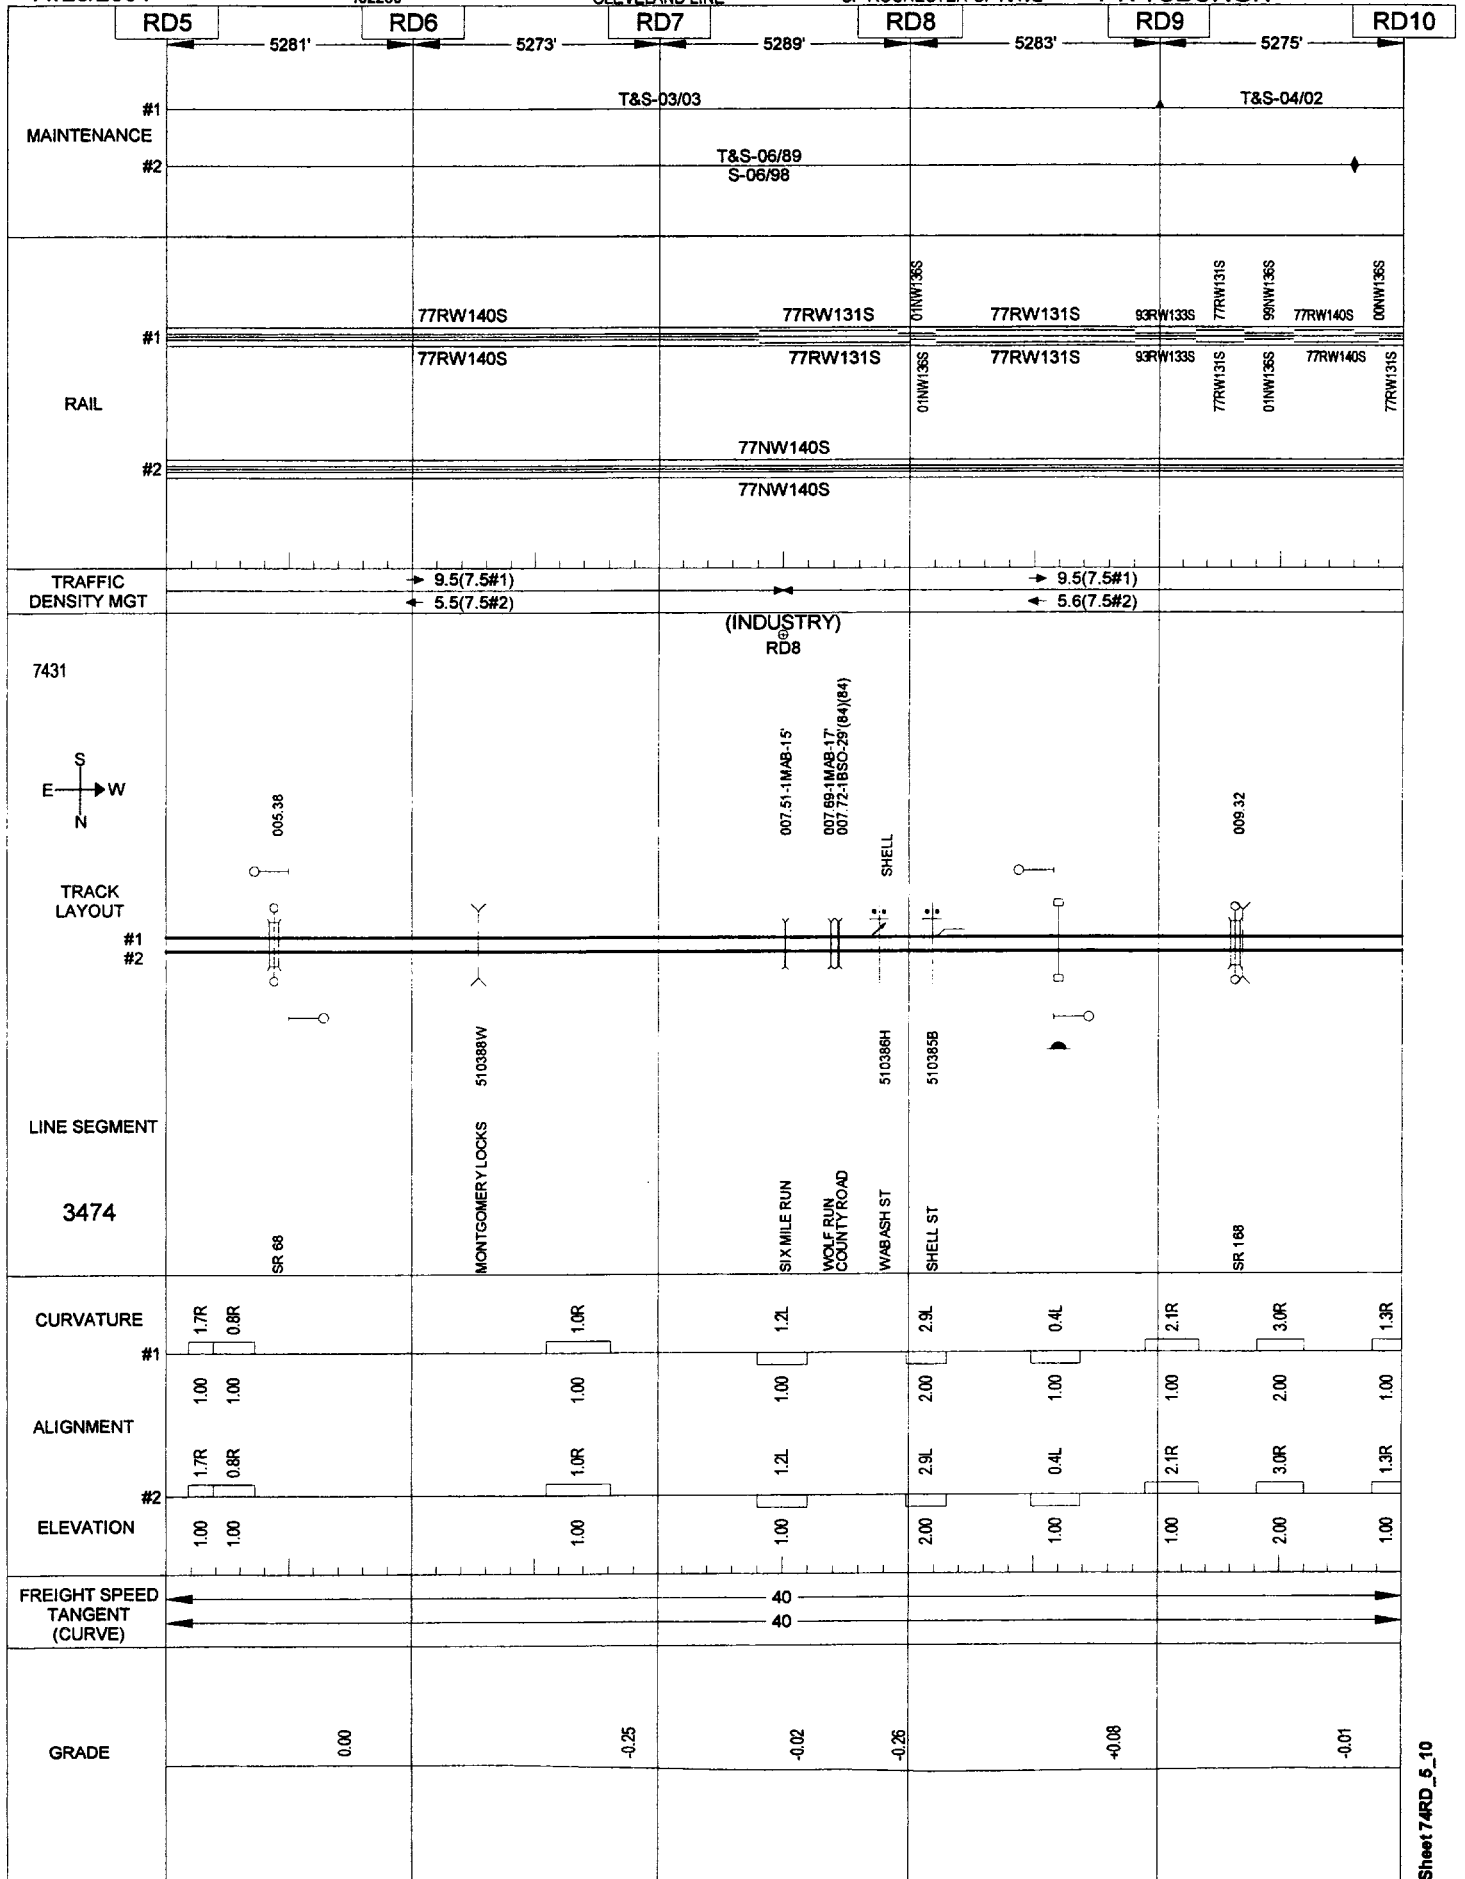 CLEVELAND LINE
RD5 RD6 RD7 RD8 RD9 RD10
5281' 5273' 5289' 5283' 5275'
MAINTENANCE
#1 T&S-03/03 T&S-04/02
#2 T&S-06/89
S-06/98
RAIL
01NW136S 77RW131S 99NW136S 00NW136S
77RW140S 77RW131S 77RW131S 93RW133S 77RW140S
#1
77RW140S 77RW131S 77RW131S 93RW133S 77RW140S
01NW136S 77RW131S 01NW136S 77RW131S
77NW140S
#2
77NW140S
TRAFFIC
DENSITY MGT
9.5(7.5#1) 9.5(7.5#1)
5.5(7.5#2) 5.6(7.5#2)
(INDUSTRY)
RD8
7431
S
E W
N
005.38
007.51-1MAB-15'
007.69-1MAB-17'
007.72-1BSO-29'(84)(84)
SHELL
009.32
TRACK
LAYOUT
#1
#2
510388W
510386H
510385B
LINE SEGMENT
3474
SR 68
MONTGOMERY LOCKS
SIX MILE RUN
WOLF RUN
COUNTY ROAD
WABASH ST
SHELL ST
SR 168
CURVATURE
1.7R 0.8R 1.0R 1.2L 2.9L 0.4L 2.1R 3.0R 1.3R
#1
1.00 1.00 1.00 1.00 2.00 1.00 1.00 2.00 1.00
ALIGNMENT
1.7R 0.8R 1.0R 1.2L 2.9L 0.4L 2.1R 3.0R 1.3R
#2
ELEVATION
1.00 1.00 1.00 1.00 2.00 1.00 1.00 2.00 1.00
FREIGHT SPEED
TANGENT
(CURVE)
40
40
GRADE
0.00 -0.25 -0.02 -0.26 +0.08 -0.01
Sheet 74RD_5_10